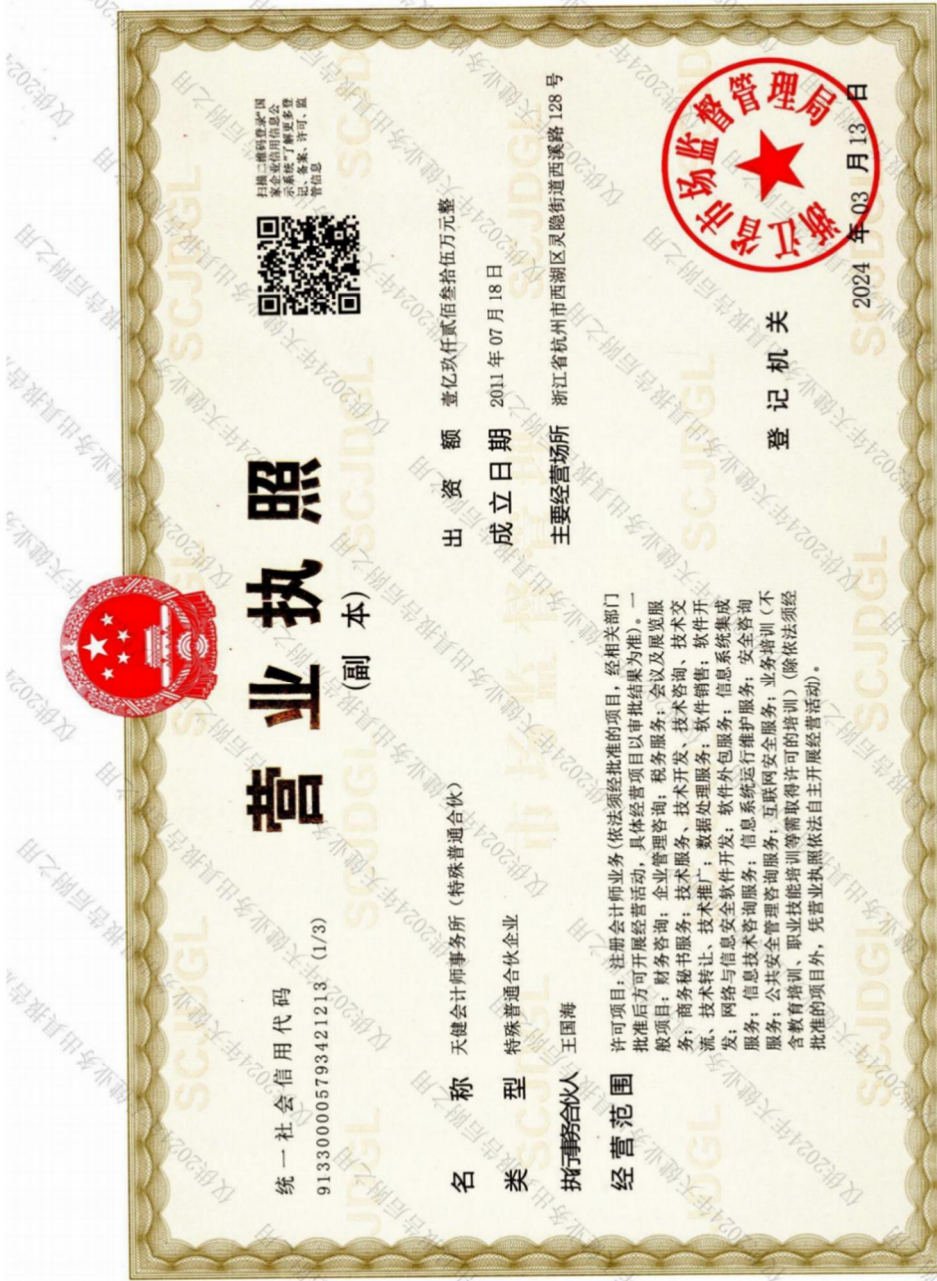 营业执照
(副 本)
统一社会信用代码
913300005793421213 (1/3)
扫描二维码登录“国
家企业信用信息公
示系统”了解更多登
记、备案、许可、监
管信息
名 称 天健会计师事务所（特殊普通合伙）
类 型 特殊普通合伙企业
执行事务合伙人 王国海
经营范围 许可项目：注册会计师业务(依法须经批准的项目，经相关部门
批准后方可开展经营活动，具体经营项目以审批结果为准)。一
般项目：财务咨询；企业管理咨询；税务服务；会议及展览服
务；商务秘书服务；技术服务、技术开发、技术咨询、技术交
流、技术转让、技术推广；数据处理服务；软件销售；软件开
发；网络与信息安全软件开发；软件外包服务；信息系统集成
服务；信息技术咨询服务；信息系统运行维护服务；安全咨询
服务；公共安全管理咨询服务；互联网安全服务；业务培训（不
含教育培训、职业技能培训等需取得许可的培训）(除依法须经
批准的项目外，凭营业执照依法自主开展经营活动)。
出 资 额 壹亿玖仟贰佰叁拾伍万元整
成立日期 2011 年 07 月 18 日
主要经营场所 浙江省杭州市西湖区灵隐街道西溪路 128 号
登 记 机 关
浙江省市场监督管理局
2024 年 03 月 13 日
SCJDGL
仅供2024年天健业务出具报告后附之用